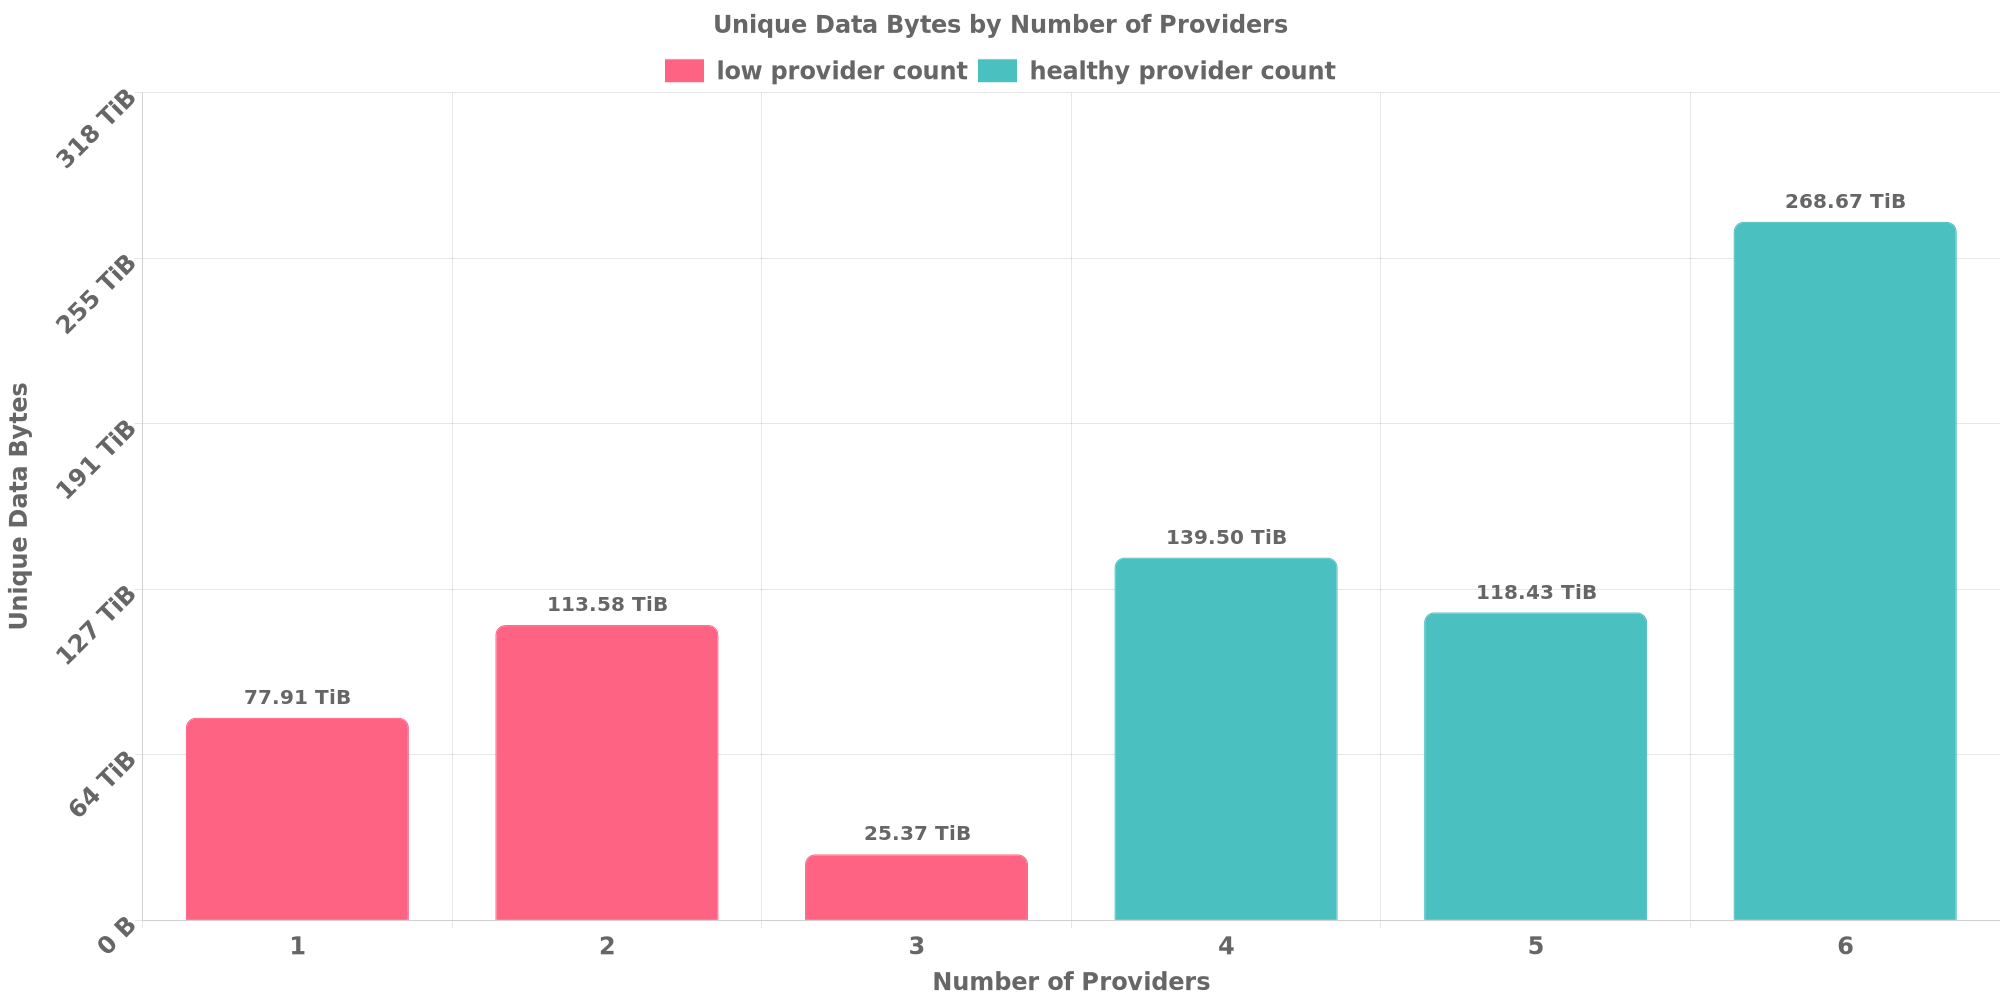 Unique Data Bytes by Number of Providers
low provider count healthy provider count
318 TiB
255 TiB
191 TiB
127 TiB
64 TiB
0 B
Unique Data Bytes
77.91 TiB
113.58 TiB
25.37 TiB
139.50 TiB
118.43 TiB
268.67 TiB
1 2 3 4 5 6
Number of Providers